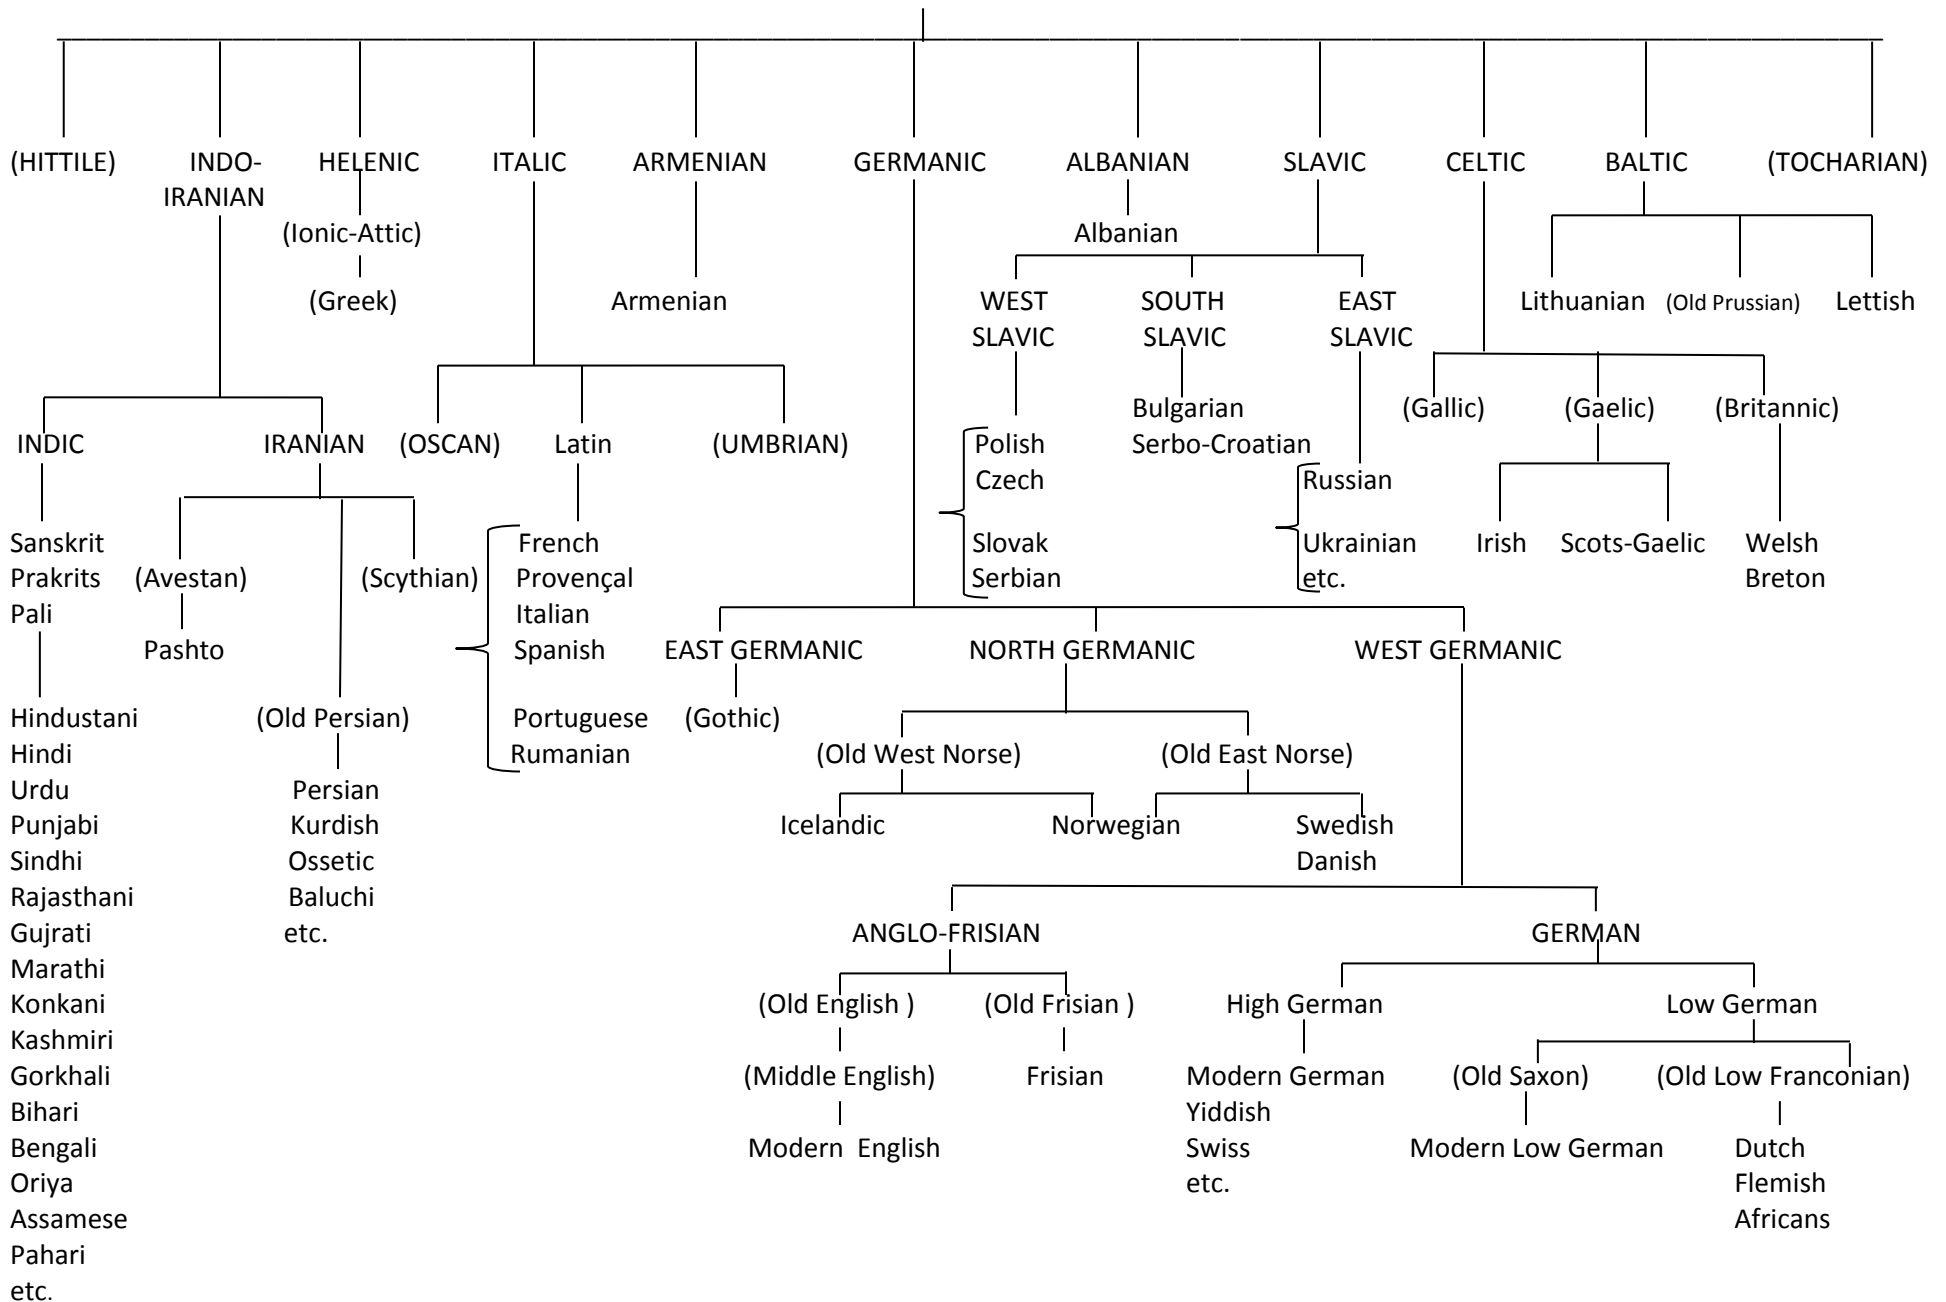 (HITTILE)
INDO-
IRANIAN
HELENIC
ITALIC
ARMENIAN
GERMANIC
ALBANIAN
SLAVIC
CELTIC
BALTIC
(TOCHARIAN)
(Ionic-Attic)
(Greek)
Armenian
Albanian
WEST
SLAVIC
SOUTH
SLAVIC
EAST
SLAVIC
Lithuanian
(Old Prussian)
Lettish
INDIC
IRANIAN
(OSCAN)
Latin
(UMBRIAN)
Polish
Czech
Slovak
Serbian
Bulgarian
Serbo-Croatian
Russian
Ukrainian
etc.
(Gallic)
(Gaelic)
(Britannic)
Irish
Scots-Gaelic
Welsh
Breton
Sanskrit
Prakrits
Pali
(Avestan)
Pashto
(Scythian)
French
Provençal
Italian
Spanish
Portuguese
Rumanian
EAST GERMANIC
NORTH GERMANIC
WEST GERMANIC
Hindustani
Hindi
Urdu
Punjabi
Sindhi
Rajasthani
Gujrati
Marathi
Konkani
Kashmiri
Gorkhali
Bihari
Bengali
Oriya
Assamese
Pahari
etc.
(Old Persian)
Persian
Kurdish
Ossetic
Baluchi
etc.
(Gothic)
(Old West Norse)
(Old East Norse)
Icelandic
Norwegian
Swedish
Danish
ANGLO-FRISIAN
GERMAN
(Old English )
(Old Frisian )
High German
Low German
(Middle English)
Frisian
Modern German
Yiddish
Swiss
etc.
(Old Saxon)
(Old Low Franconian)
Modern  English
Modern Low German
Dutch
Flemish
Africans